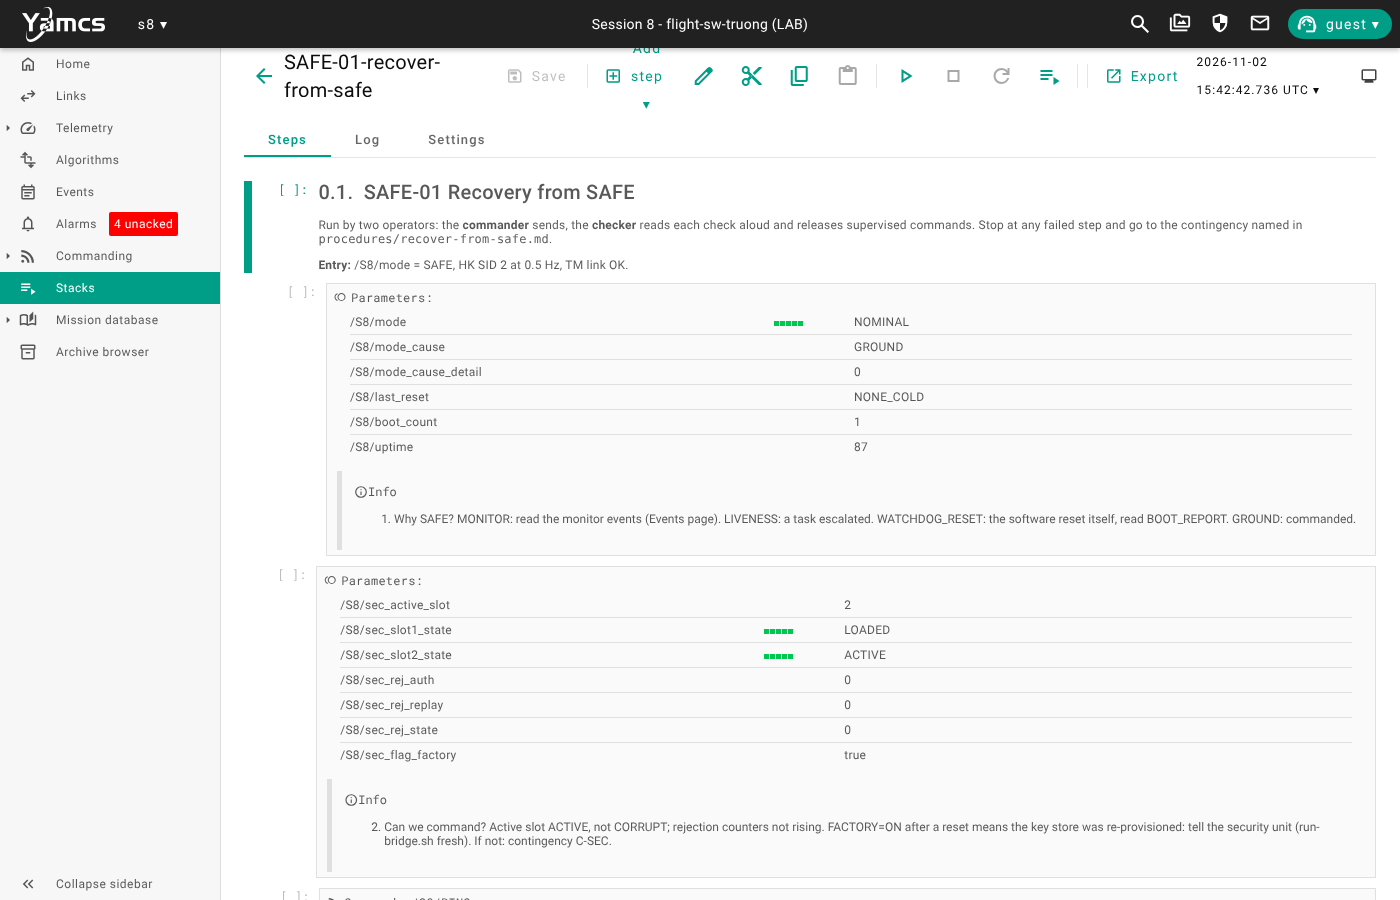 Yamcs
s8 ▾
Session 8 - flight-sw-truong (LAB)
guest ▾
Home
Links
Telemetry
Algorithms
Events
Alarms 4 unacked
Commanding
Stacks
Mission database
Archive browser
Collapse sidebar
SAFE-01-recover-
from-safe
Save
Add
step
▾
Export
2026-11-02
15:42:42.736 UTC ▾
Steps Log Settings
[ ]: 0.1. SAFE-01 Recovery from SAFE
Run by two operators: the commander sends, the checker reads each check aloud and releases supervised commands. Stop at any failed step and go to the contingency named in
procedures/recover-from-safe.md.
Entry: /S8/mode = SAFE, HK SID 2 at 0.5 Hz, TM link OK.
[ ]: Parameters:
/S8/mode NOMINAL
/S8/mode_cause GROUND
/S8/mode_cause_detail 0
/S8/last_reset NONE_COLD
/S8/boot_count 1
/S8/uptime 87
Info
1. Why SAFE? MONITOR: read the monitor events (Events page). LIVENESS: a task escalated. WATCHDOG_RESET: the software reset itself, read BOOT_REPORT. GROUND: commanded.
[ ]: Parameters:
/S8/sec_active_slot 2
/S8/sec_slot1_state LOADED
/S8/sec_slot2_state ACTIVE
/S8/sec_rej_auth 0
/S8/sec_rej_replay 0
/S8/sec_rej_state 0
/S8/sec_flag_factory true
Info
2. Can we command? Active slot ACTIVE, not CORRUPT; rejection counters not rising. FACTORY=ON after a reset means the key store was re-provisioned: tell the security unit (run-
bridge.sh fresh). If not: contingency C-SEC.
[ ]: